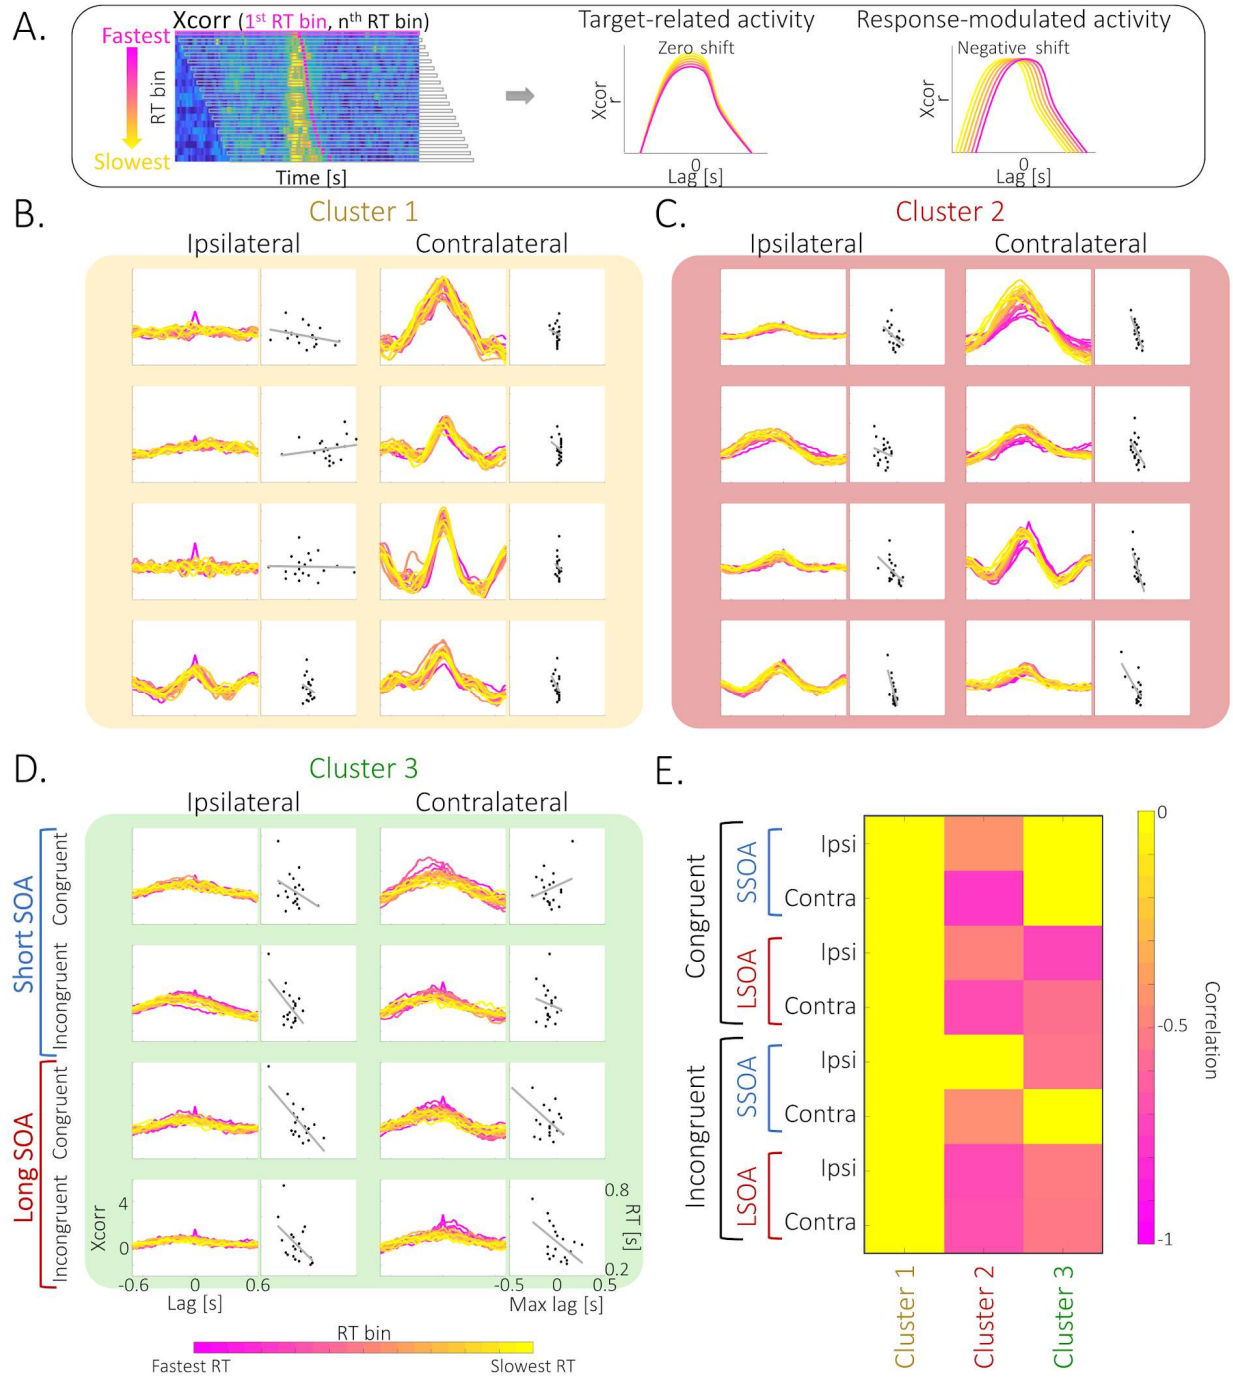 A.
Xcorr (1st RT bin, nth RT bin)
Fastest
RT bin
Slowest
Time [s]
Target-related activity
Zero shift
Xcor
r
0
Lag [s]
Response-modulated activity
Negative shift
Xcor
r
0
Lag [s]
B.
Cluster 1
Ipsilateral
Contralateral
C.
Cluster 2
Ipsilateral
Contralateral
D.
Cluster 3
Ipsilateral
Contralateral
Short SOA
Congruent
Incongruent
Long SOA
Congruent
Incongruent
Xcorr
4
0
-0.6 0 0.6
Lag [s]
0.8
RT [s]
0.2
-0.5 0.5
Max lag [s]
RT bin
Fastest RT
Slowest RT
E.
Congruent
SSOA
Ipsi
Contra
LSOA
Ipsi
Contra
Incongruent
SSOA
Ipsi
Contra
LSOA
Ipsi
Contra
Cluster 1
Cluster 2
Cluster 3
0
-0.5
-1
Correlation